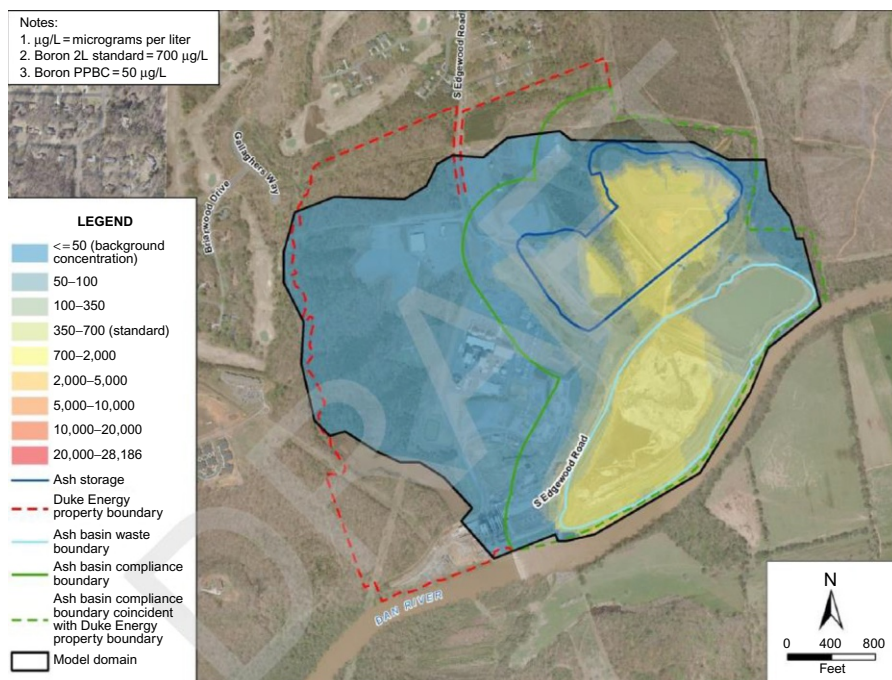 Notes:
1. µg/L = micrograms per liter
2. Boron 2L standard = 700 µg/L
3. Boron PPBC = 50 µg/L
S Edgewood Road
Gallaghers Way
Briarwood Drive
LEGEND
<=50 (background
concentration)
50–100
100–350
350–700 (standard)
700–2,000
2,000–5,000
5,000–10,000
10,000–20,000
20,000–28,186
Ash storage
Duke Energy
property boundary
Ash basin waste
boundary
Ash basin compliance
boundary
Ash basin compliance
boundary coincident
with Duke Energy
property boundary
Model domain
S Edgewood Road
DAN RIVER
DRAFT
N
0 400 800
Feet